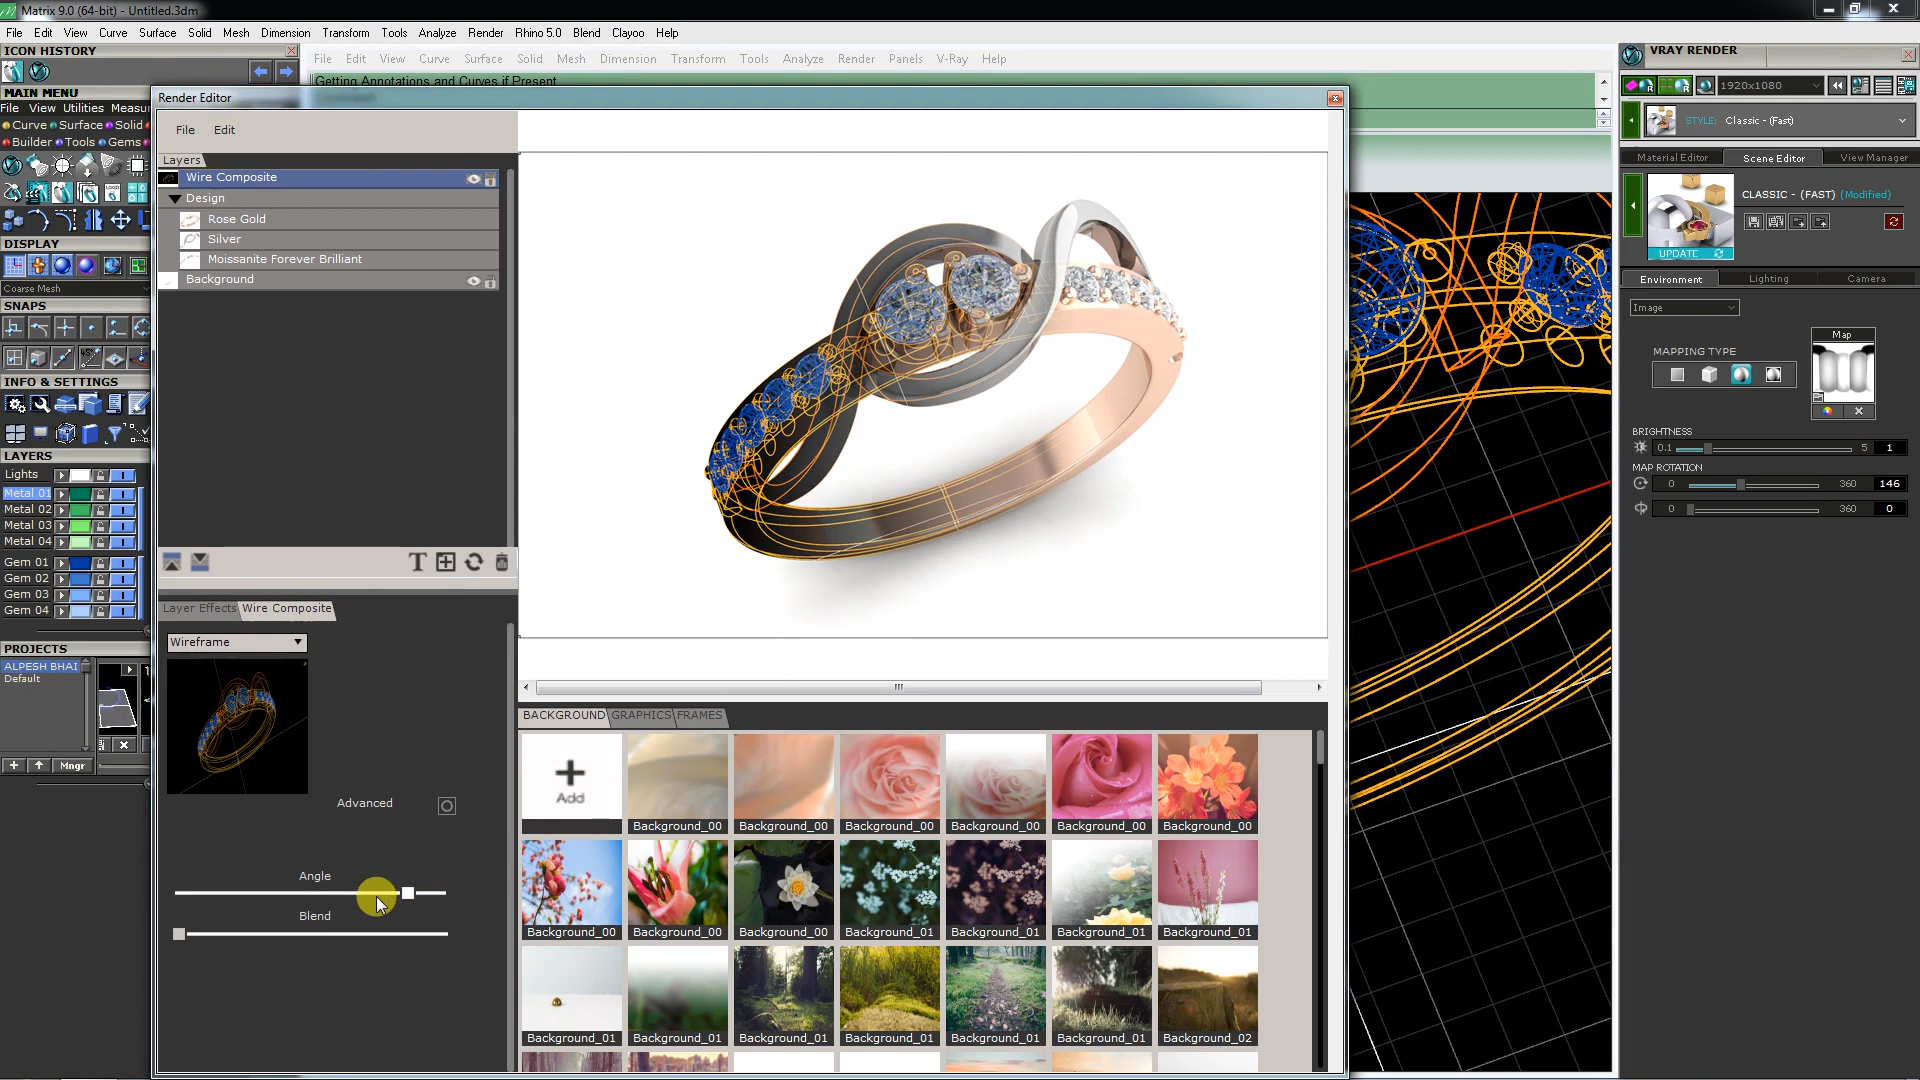 Matrix 9.0 (64-bit) - Untitled.3dm
File Edit View Curve Surface Solid Mesh Dimension Transform Tools Analyze Render Rhino 5.0 Blend Clayoo Help
ICON HISTORY
File Edit View Curve Surface Solid Mesh Dimension Transform Tools Analyze Render Panels V-Ray Help
Getting Annotations and Curves if Present
MAIN MENU
File View Utilities Measu
Curve Surface Solid
Builder Tools Gems
LOGO
DISPLAY
Coarse Mesh
SNAPS
INFO & SETTINGS
LAYERS
Lights
Metal 01
Metal 02
Metal 03
Metal 04
Gem 01
Gem 02
Gem 03
Gem 04
PROJECTS
ALPESH BHAI
Default
Mngr
Render Editor
File Edit
Layers
Wire Composite
Design
Rose Gold
Silver
Moissanite Forever Brilliant
Background
Layer Effects Wire Composite
Wireframe
Advanced
Angle
Blend
BACKGROUND GRAPHICS FRAMES
Add
Background_00 Background_00 Background_00 Background_00 Background_00 Background_00
Background_00 Background_00 Background_00 Background_01 Background_01 Background_01 Background_01
Background_01 Background_01 Background_01 Background_01 Background_01 Background_01 Background_02
VRAY RENDER
1920x1080
STYLE: Classic - (Fast)
Material Editor Scene Editor View Manager
CLASSIC - (FAST) (Modified)
UPDATE
Environment Lighting Camera
Image
Map
MAPPING TYPE
BRIGHTNESS
0.1 5 1
MAP ROTATION
0 360 146
0 360 0